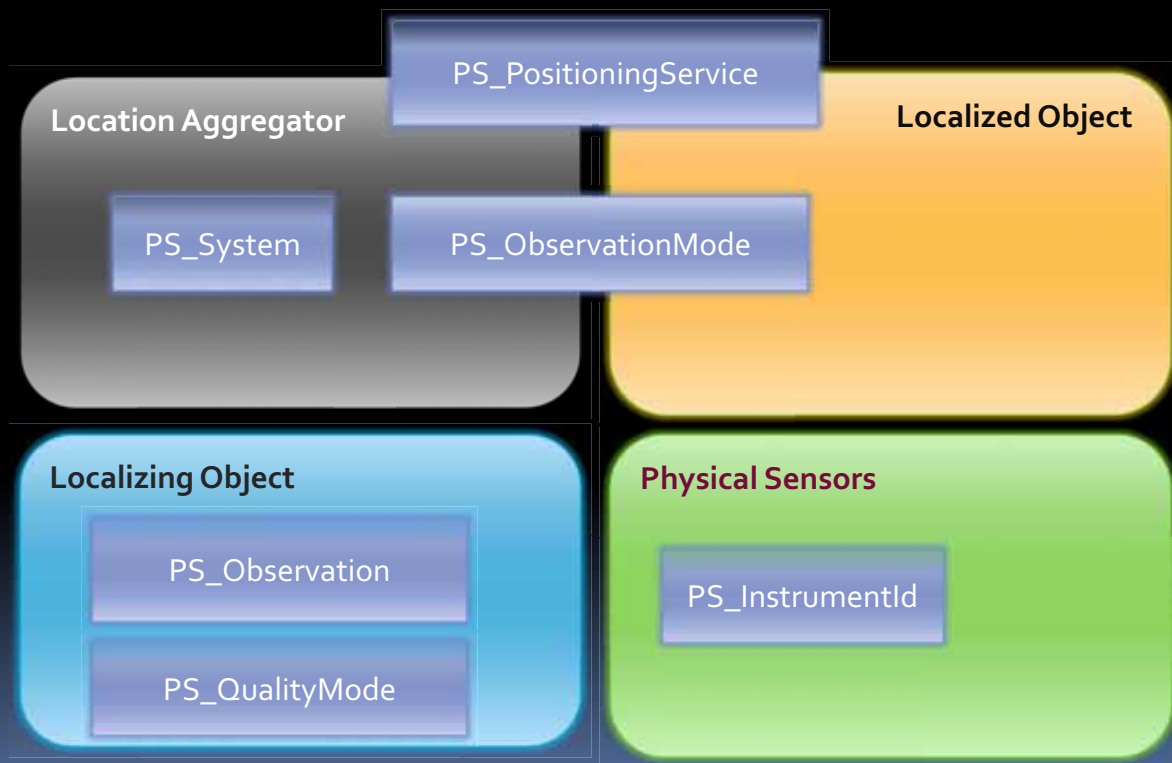 PS_PositioningService
Location Aggregator
Localized Object
PS_System
PS_ObservationMode
Localizing Object
Physical Sensors
PS_Observation
PS_InstrumentId
PS_QualityMode